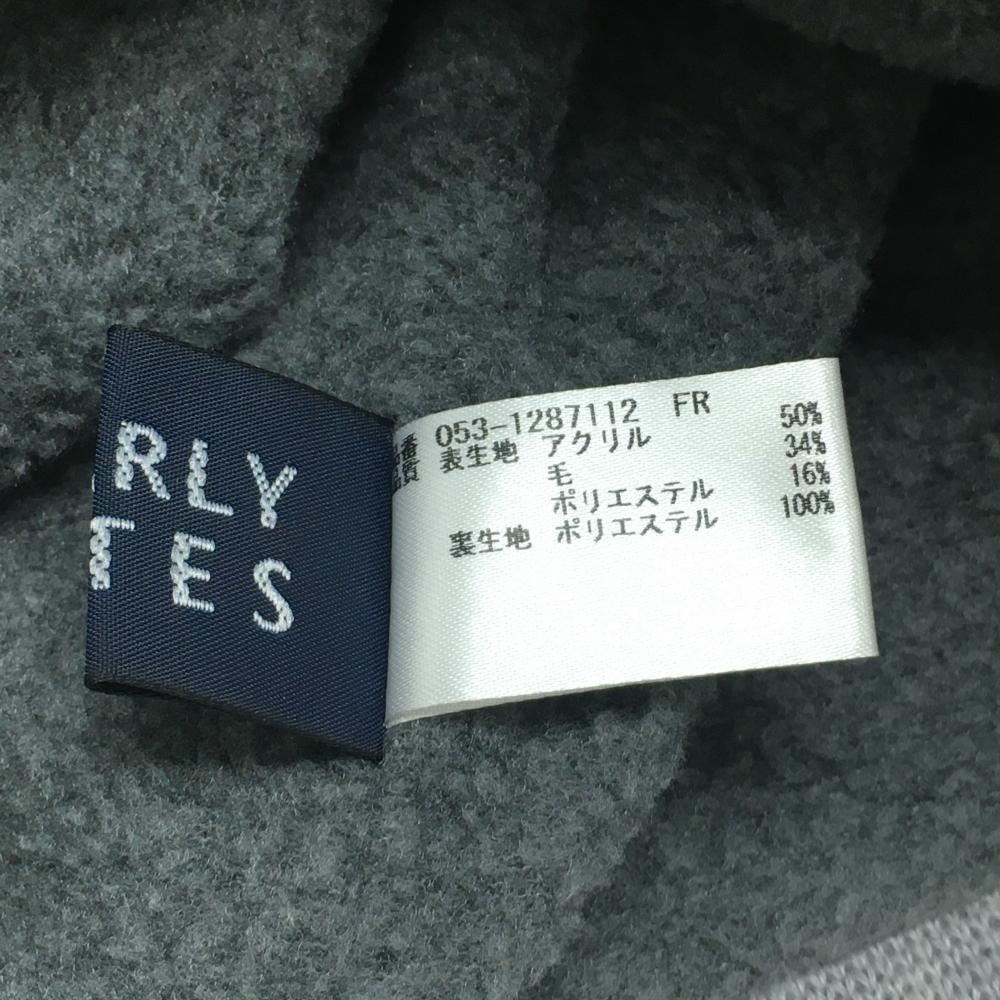 RLY
TES
品番 053-1287112 FR
品質 表生地 アクリル 50%
毛 34%
ポリエステル 16%
裏生地 ポリエステル 100%